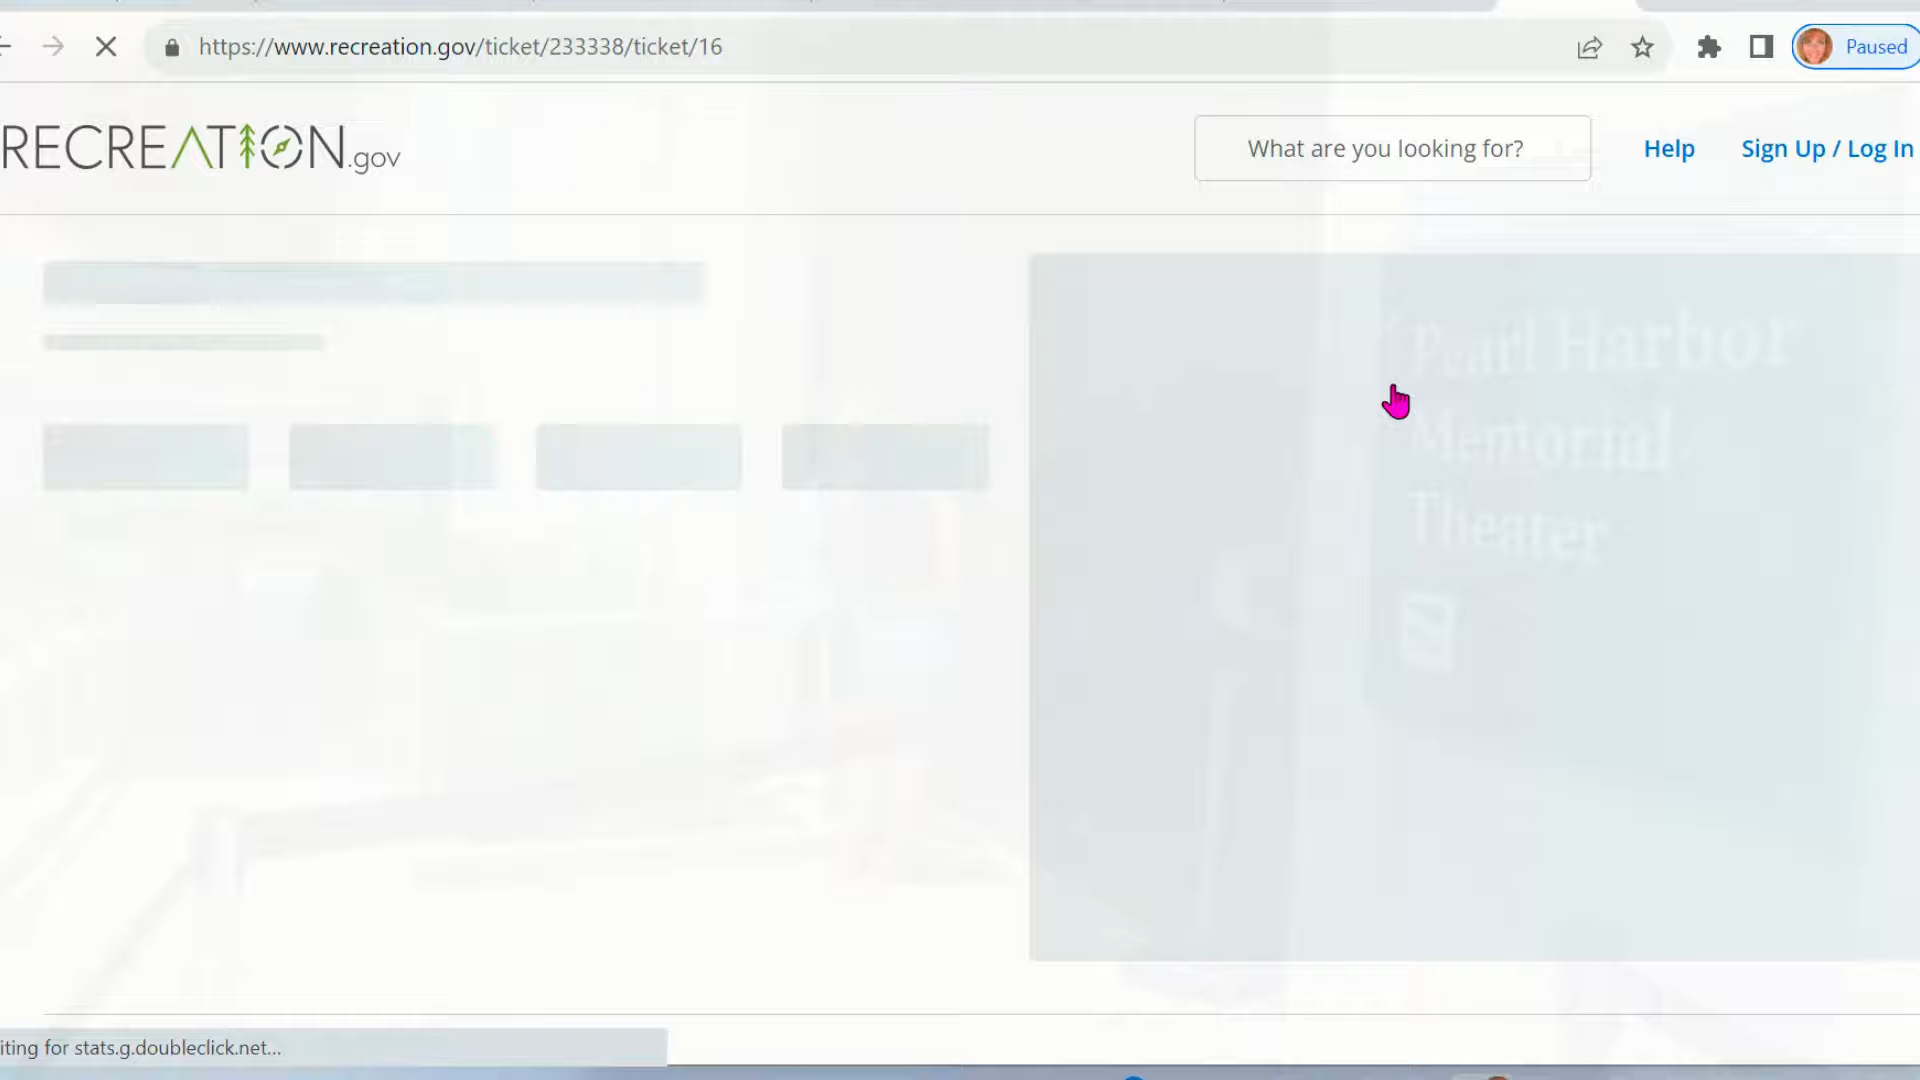 https://www.recreation.gov/ticket/233338/ticket/16
Paused
RECREATION.gov
What are you looking for?
Help
Sign Up / Log In
Pearl Harbor
Memorial
Theater
iting for stats.g.doubleclick.net...